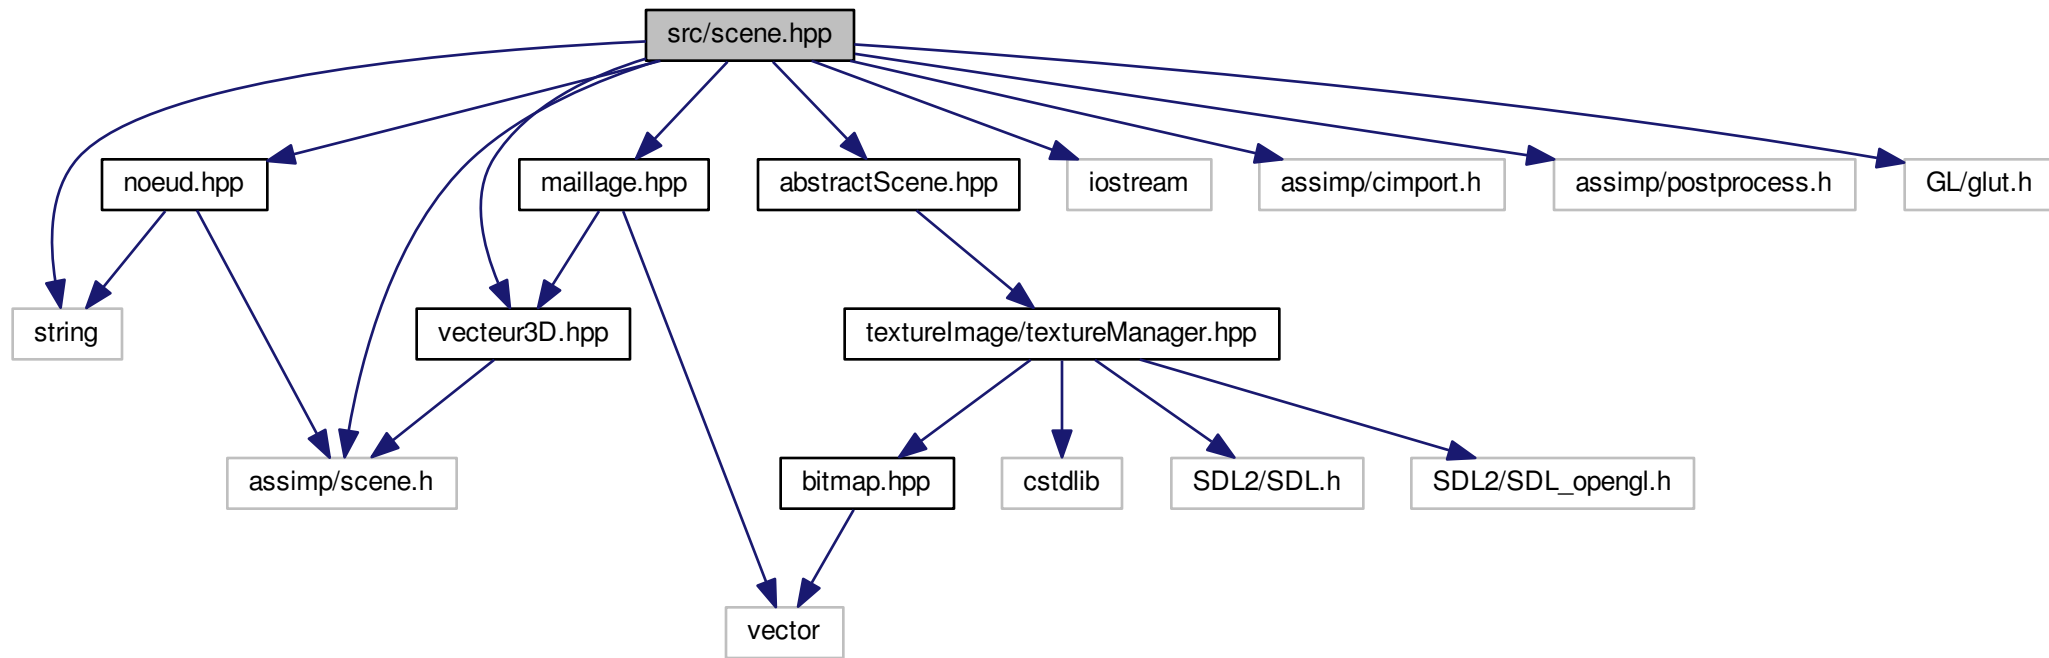 src/scene.hpp
noeud.hpp
maillage.hpp
abstractScene.hpp
iostream
assimp/cimport.h
assimp/postprocess.h
GL/glut.h
string
vecteur3D.hpp
textureImage/textureManager.hpp
assimp/scene.h
bitmap.hpp
cstdlib
SDL2/SDL.h
SDL2/SDL_opengl.h
vector